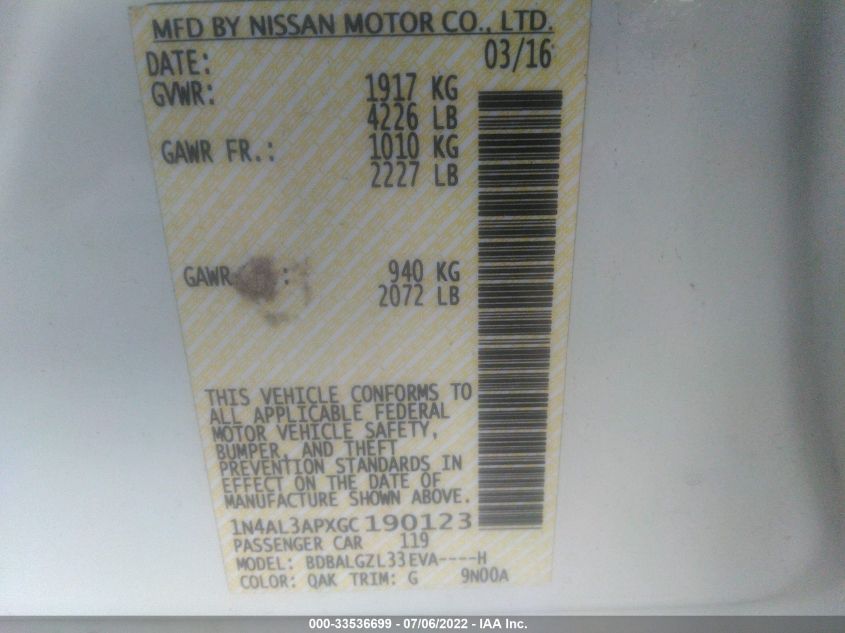 MFD BY NISSAN MOTOR CO., LTD.
DATE: 03/16
GVWR: 1917 KG
4226 LB
GAWR FR.: 1010 KG
2227 LB
GAWR : 940 KG
2072 LB
THIS VEHICLE CONFORMS TO
ALL APPLICABLE FEDERAL
MOTOR VEHICLE SAFETY,
BUMPER, AND THEFT
PREVENTION STANDARDS IN
EFFECT ON THE DATE OF
MANUFACTURE SHOWN ABOVE.
1N4AL3APXGC190123
PASSENGER CAR 119
MODEL: BDBALGZL33EVA----H
COLOR: QAK TRIM: G 9N00A
000-33536699 - 07/06/2022 - IAA Inc.